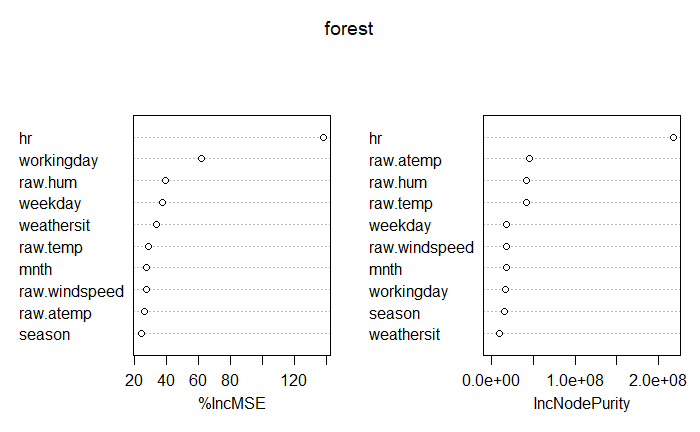 forest
hr
workingday
raw.hum
weekday
weathersit
raw.temp
mnth
raw.windspeed
raw.atemp
season
20 40 60 80 120
%IncMSE
hr
raw.atemp
raw.hum
raw.temp
weekday
raw.windspeed
mnth
workingday
season
weathersit
0.0e+00 1.0e+08 2.0e+08
IncNodePurity